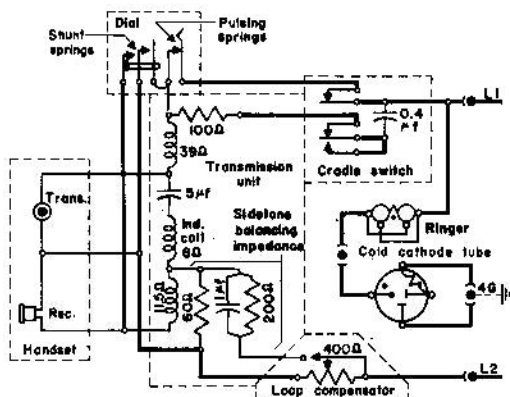 Dial
Shunt springs
Pulsing springs
L1
100Ω
0.4 μf
39Ω
Transmission unit
Cradle switch
Trans.
5μf
Ind. coil 6Ω
Sidetone balancing impedance
Ringer
Cold cathode tube
4G
115Ω
60Ω
1μf
200Ω
Rec.
Handset
400Ω
L2
Loop compensator